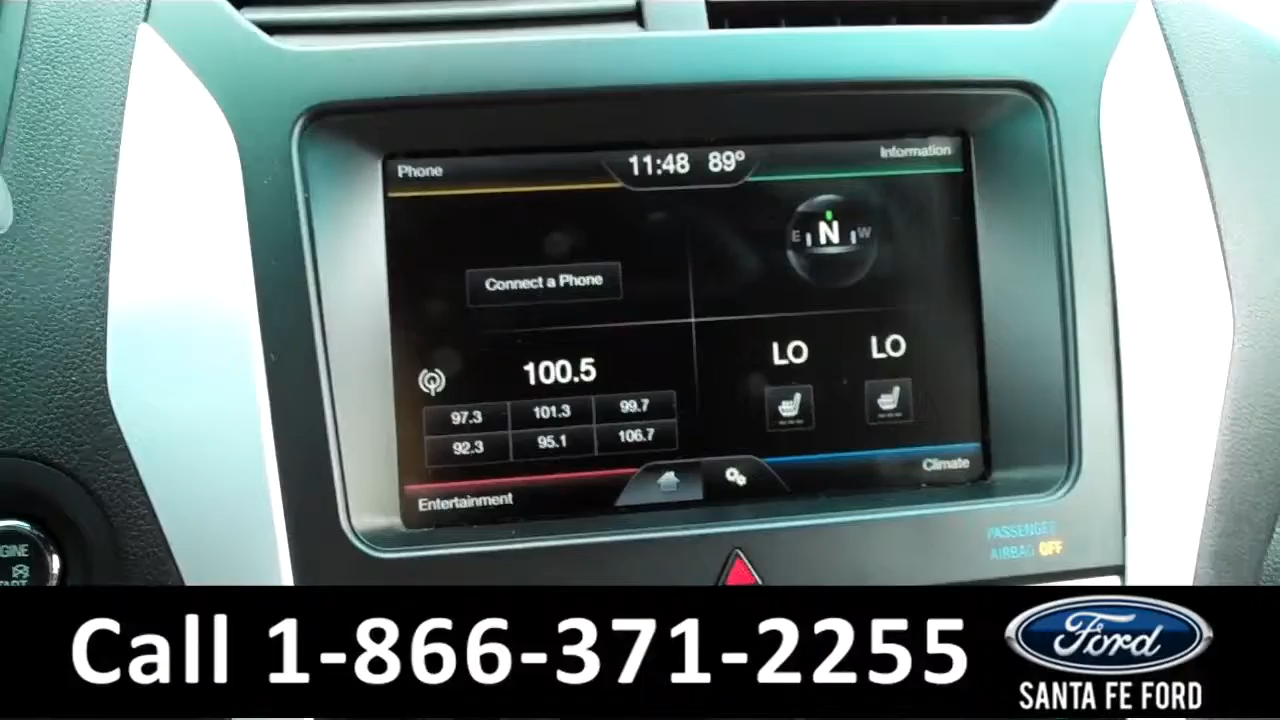 Phone
11:48 89°
Information
E N W
Connect a Phone
LO LO
100.5
97.3 101.3 99.7
92.3 95.1 106.7
Entertainment
Climate
PASSENGER
AIRBAG OFF
Call 1-866-371-2255
Ford
SANTA FE FORD